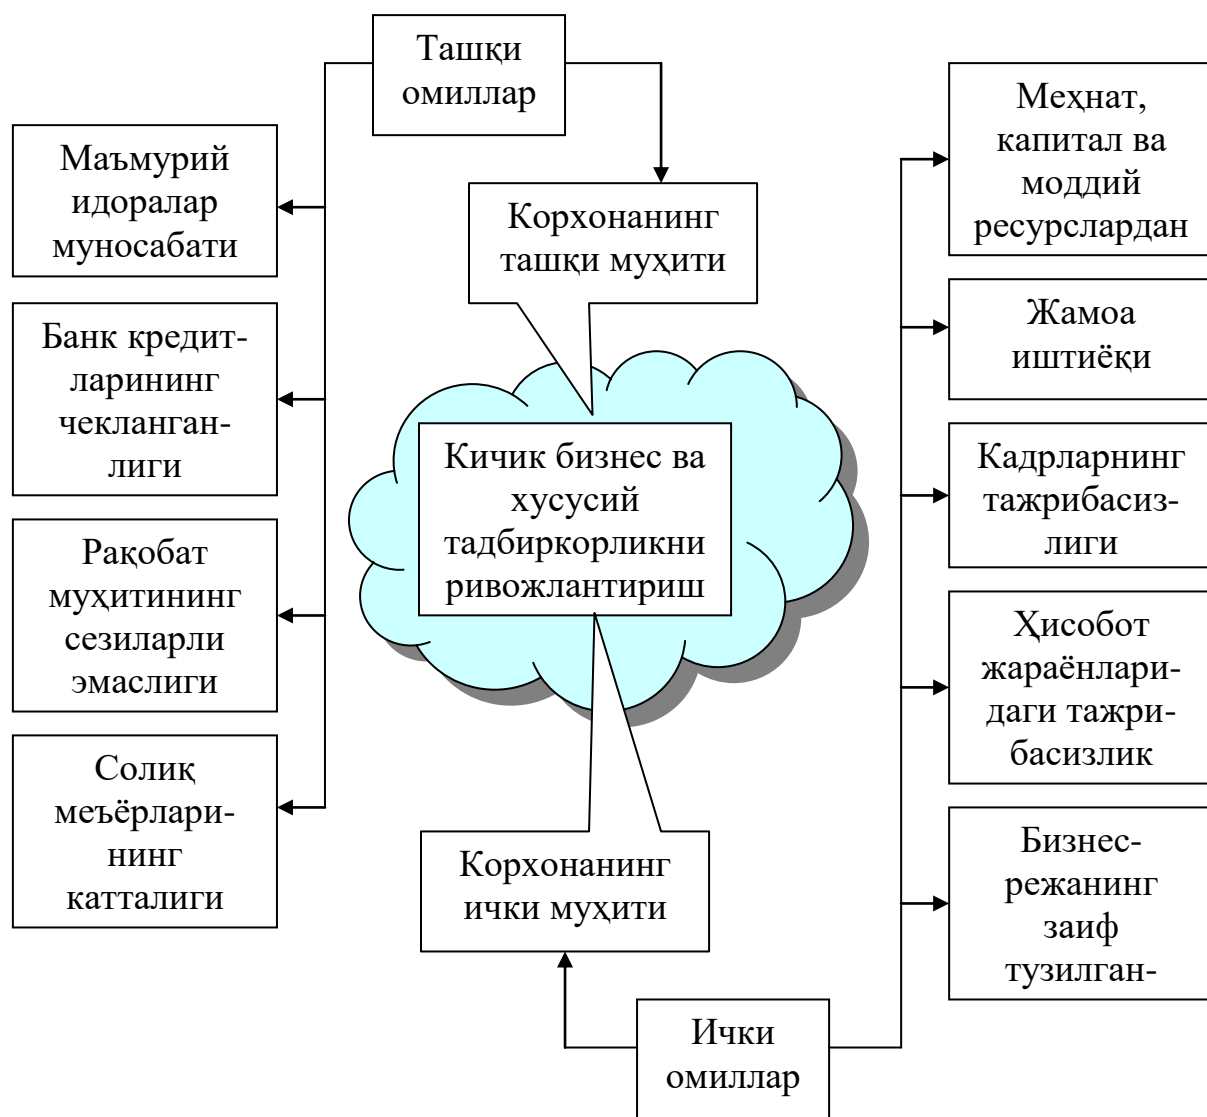 Ташқи
омиллар
Маъмурий
идоралар
муносабати
Банк кредит-
ларининг
чекланган-
лиги
Рақобат
муҳитининг
сезиларли
эмаслиги
Солиқ
меъёрлари-
нинг
катталиги
Корхонанинг
ташқи муҳити
Кичик бизнес ва
хусусий
тадбиркорликни
ривожлантириш
Корхонанинг
ички муҳити
Ички
омиллар
Меҳнат,
капитал ва
моддий
ресурслардан
Жамоа
иштиёқи
Кадрларнинг
тажрибасиз-
лиги
Ҳисобот
жараёнлари-
даги тажри-
басизлик
Бизнес-
режанинг
заиф
тузилган-